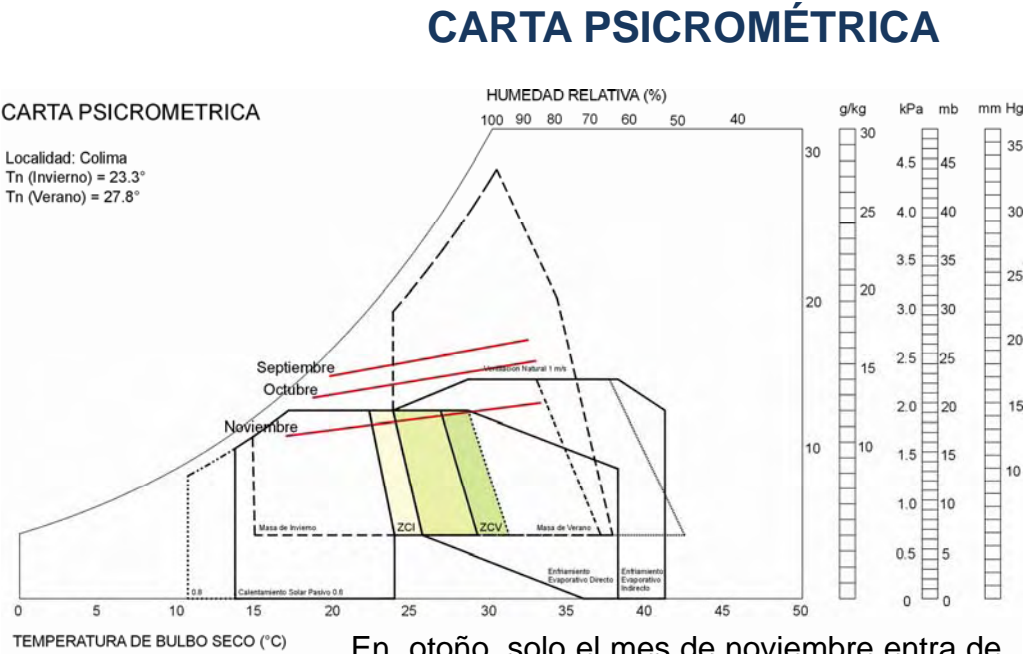 CARTA PSICROMÉTRICA
CARTA PSICROMETRICA
Localidad: Colima
Tn (Invierno) = 23.3°
Tn (Verano) = 27.8°
HUMEDAD RELATIVA (%)
100 90 80 70 60 50 40
g/kg kPa mb mm Hg
30
20
10
30
25
20
15
10
4.5
4.0
3.5
3.0
2.5
2.0
1.5
1.0
0.5
0
45
40
35
30
25
20
15
10
5
0
35
30
25
20
15
10
Septiembre
Octubre
Noviembre
Ventilación Natural 1 m/s
Masa de Invierno
ZCI
ZCV
Masa de Verano
0.8
Calentamiento Solar Pasivo 0.6
Enfriamiento
Evaporativo Directo
Enfriamiento
Evaporativo
Indirecto
0 5 10 15 20 25 30 35 40 45 50
TEMPERATURA DE BULBO SECO (°C)
En otoño, solo el mes de noviembre entra de